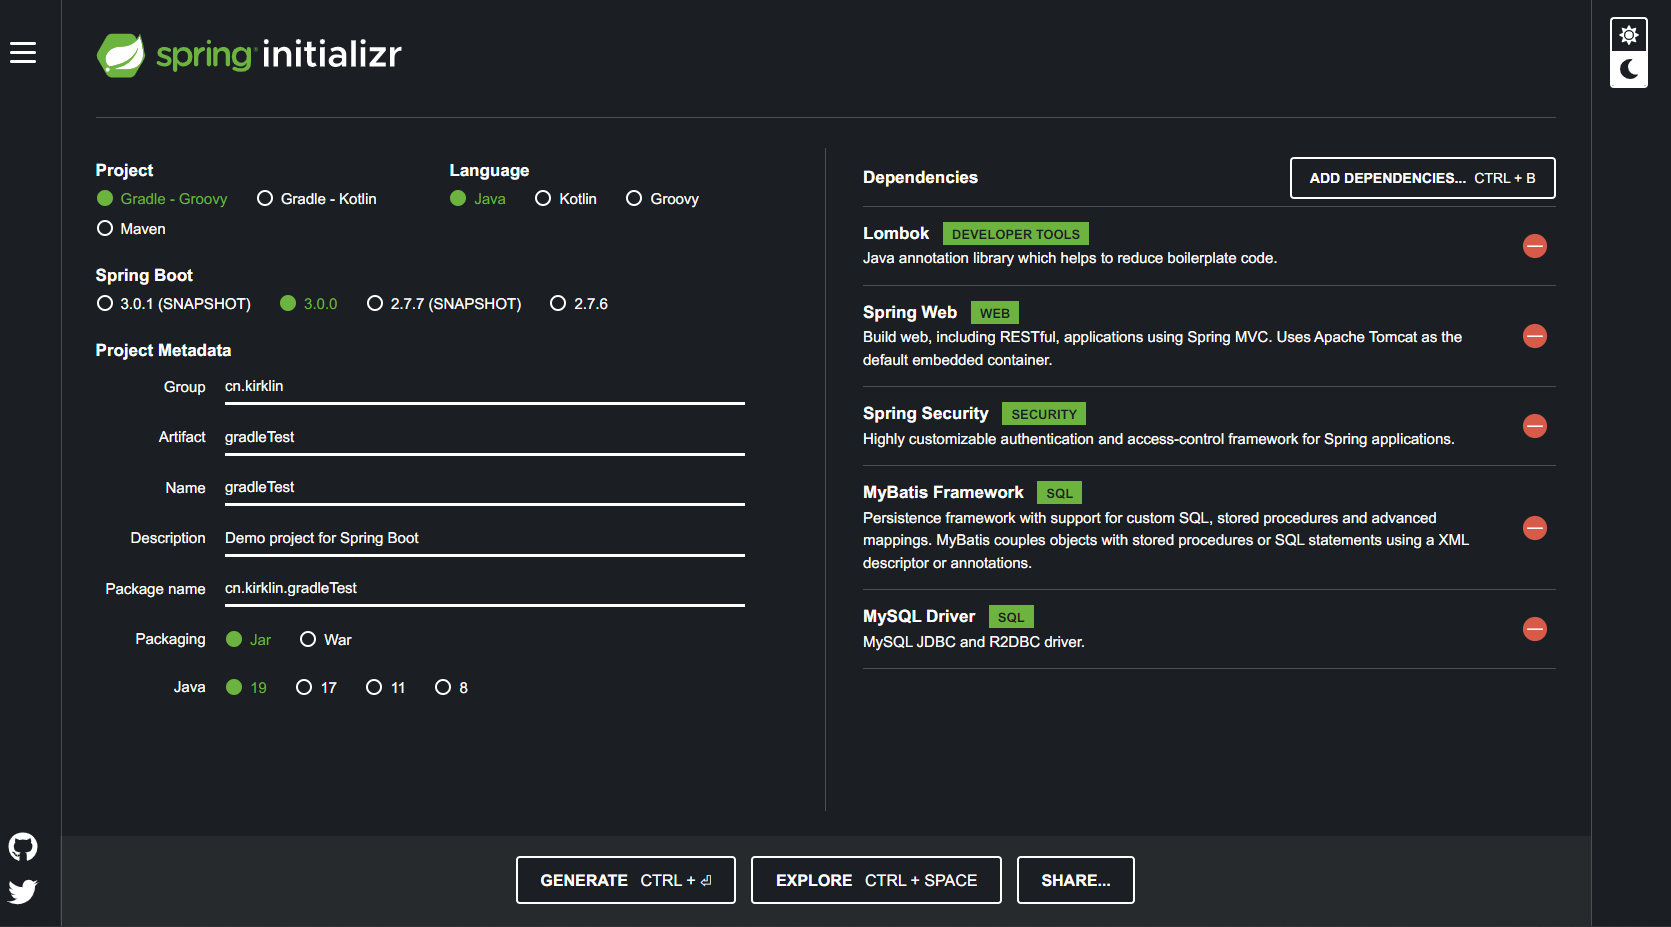 spring initializr
Project
Gradle - Groovy Gradle - Kotlin
Maven
Language
Java Kotlin Groovy
Spring Boot
3.0.1 (SNAPSHOT) 3.0.0 2.7.7 (SNAPSHOT) 2.7.6
Project Metadata
Group cn.kirklin
Artifact gradleTest
Name gradleTest
Description Demo project for Spring Boot
Package name cn.kirklin.gradleTest
Packaging Jar War
Java 19 17 11 8
Dependencies
ADD DEPENDENCIES... CTRL + B
Lombok DEVELOPER TOOLS
Java annotation library which helps to reduce boilerplate code.
Spring Web WEB
Build web, including RESTful, applications using Spring MVC. Uses Apache Tomcat as the
default embedded container.
Spring Security SECURITY
Highly customizable authentication and access-control framework for Spring applications.
MyBatis Framework SQL
Persistence framework with support for custom SQL, stored procedures and advanced
mappings. MyBatis couples objects with stored procedures or SQL statements using a XML
descriptor or annotations.
MySQL Driver SQL
MySQL JDBC and R2DBC driver.
GENERATE CTRL + ⏎
EXPLORE CTRL + SPACE
SHARE...